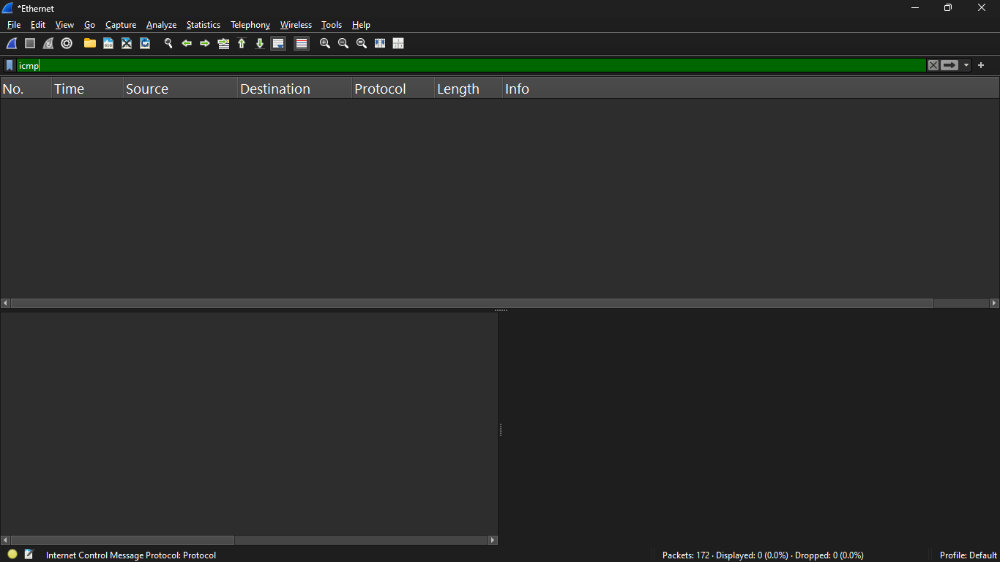 *Ethernet
File Edit View Go Capture Analyze Statistics Telephony Wireless Tools Help
icmp
No. Time Source Destination Protocol Length Info
Internet Control Message Protocol: Protocol Packets: 172 · Displayed: 0 (0.0%) · Dropped: 0 (0.0%) Profile: Default